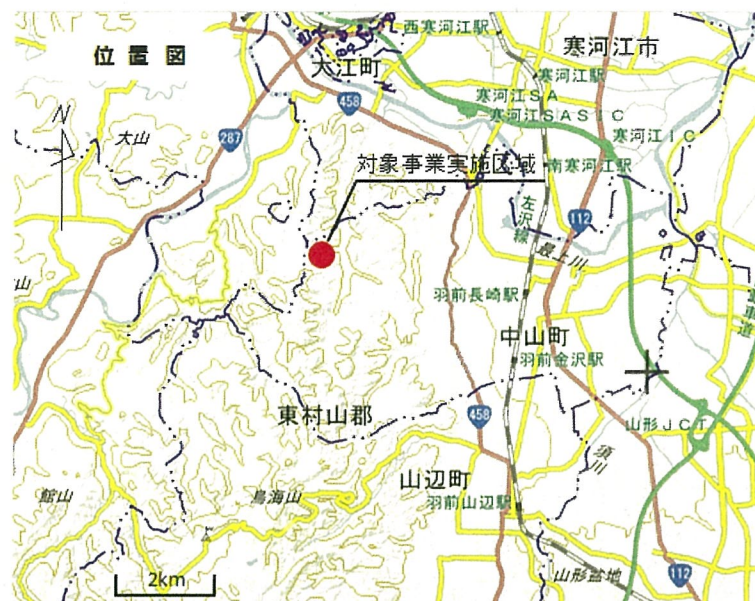 位置図
N
西寒河江駅
寒河江市
大江町
寒河江駅
寒河江SA
寒河江SASIC
458
大山
287
寒河江IC
対象事業実施区域
南寒河江駅
左沢線
112
最上川
山
羽前長崎駅
中山町
羽前金沢駅
東村山郡
458
山形JCT
須川
山辺町
館山
鳥海山
羽前山辺駅
2km
山形盆地
112